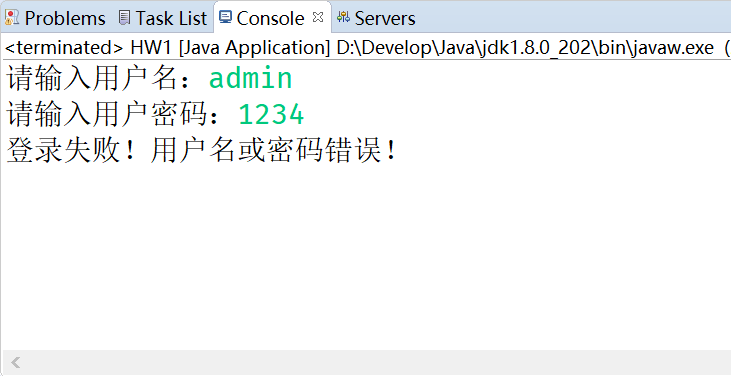 Problems Task List Console Servers
<terminated> HW1 [Java Application] D:\Develop\Java\jdk1.8.0_202\bin\javaw.exe (
请输入用户名：admin
请输入用户密码：1234
登录失败！用户名或密码错误！